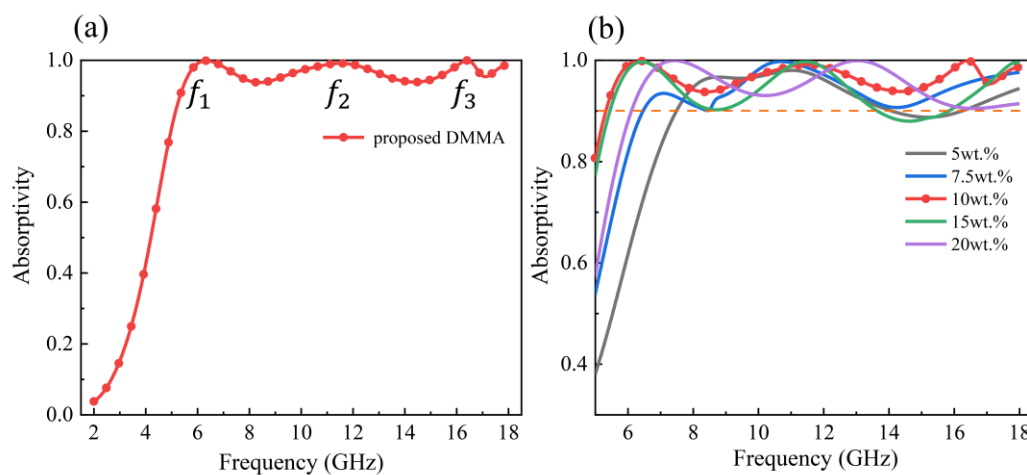 (a)
1.0
0.8
0.6
0.4
0.2
0.0
Absorptivity
f1
f2
f3
proposed DMMA
2 4 6 8 10 12 14 16 18
Frequency (GHz)
(b)
1.0
0.8
0.6
0.4
Absorptivity
5wt.%
7.5wt.%
10wt.%
15wt.%
20wt.%
6 8 10 12 14 16 18
Frequency (GHz)